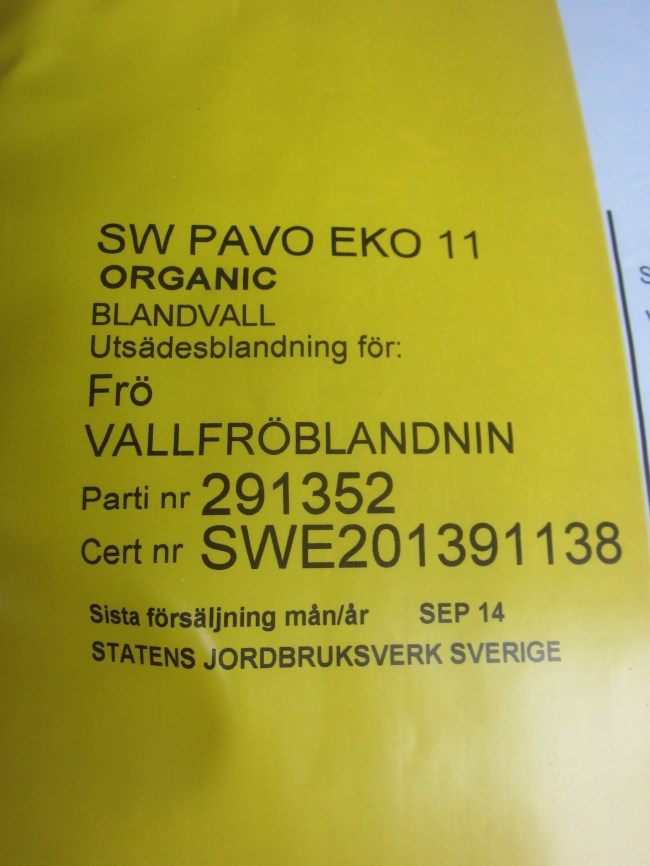 SW PAVO EKO 11
ORGANIC
BLANDVALL
Utsädesblandning för:
Frö
VALLFRÖBLANDNIN
Parti nr 291352
Cert nr SWE201391138
Sista försäljning mån/år SEP 14
STATENS JORDBRUKSVERK SVERIGE